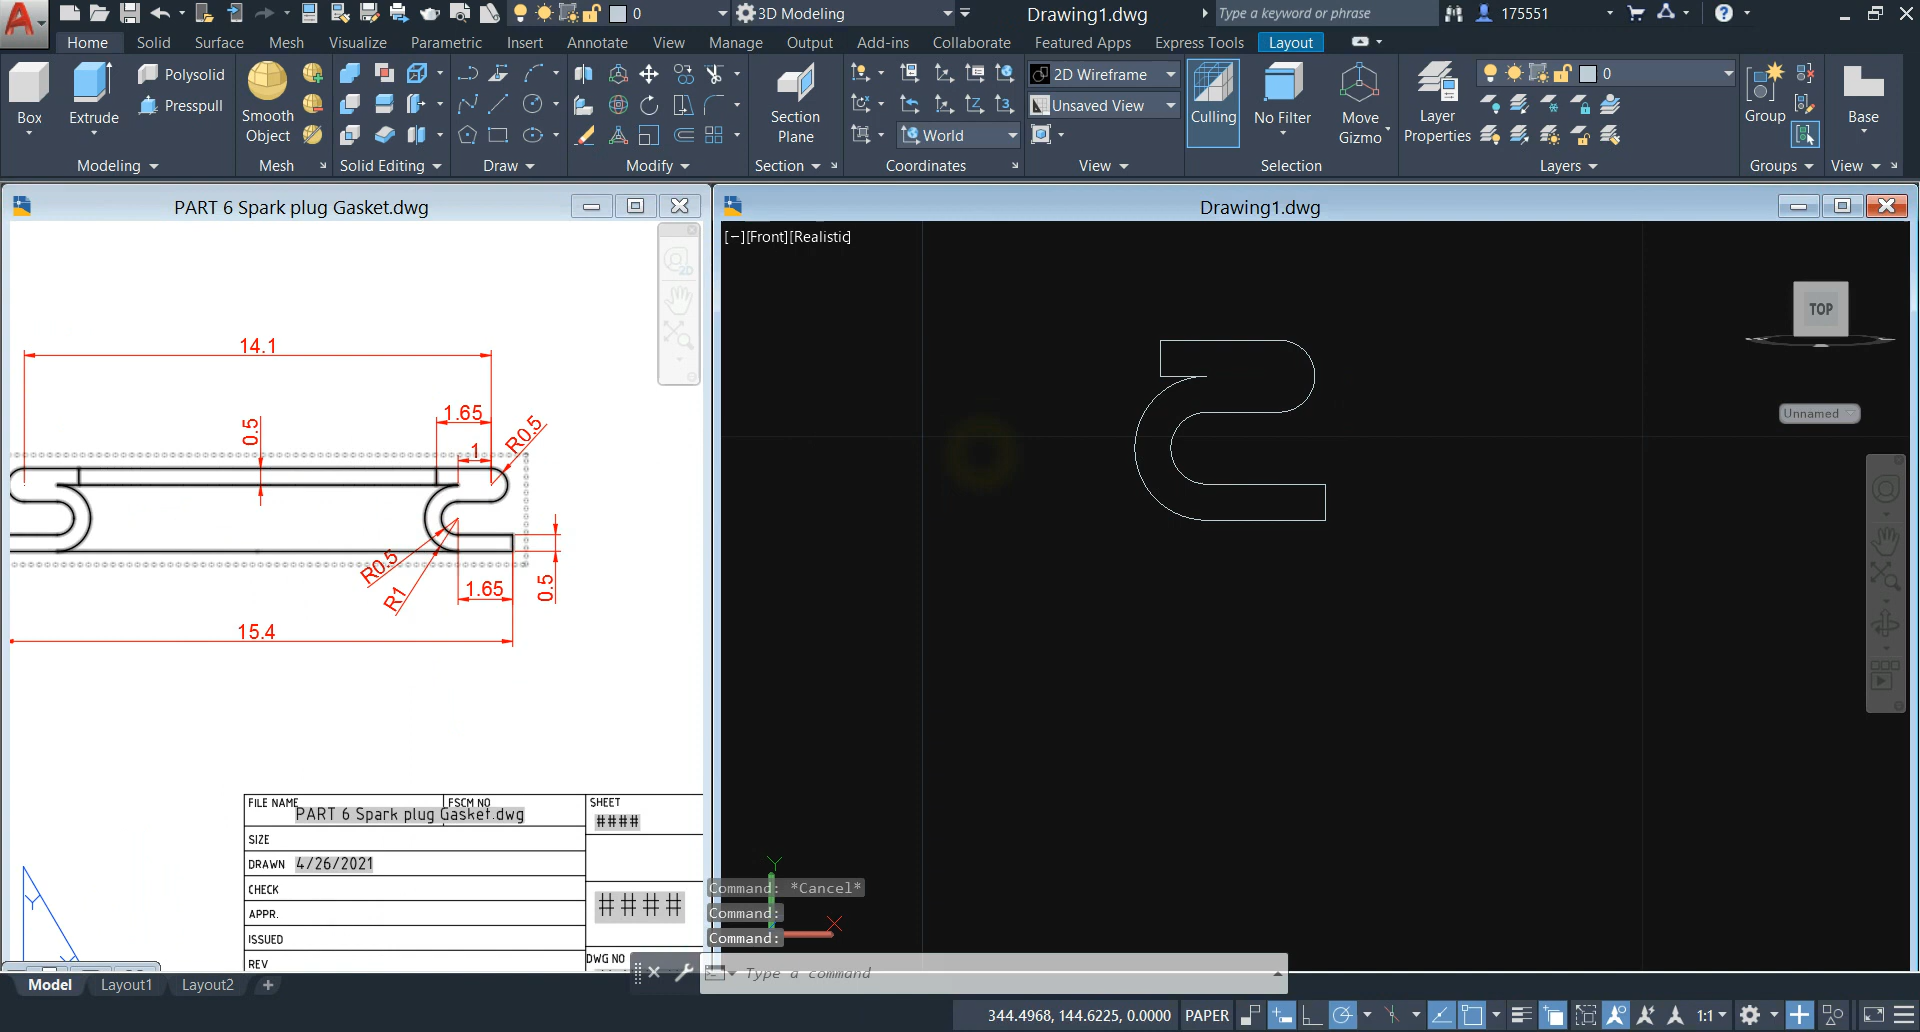 0
3D Modeling
Drawing1.dwg
Type a keyword or phrase
175551
Home Solid Surface Mesh Visualize Parametric Insert Annotate View Manage Output Add-ins Collaborate Featured Apps Express Tools Layout
Box
Extrude
Polysolid
Presspull
Smooth
Object
Section
Plane
World
2D Wireframe
Unsaved View
Culling
No Filter
Move
Gizmo
Layer
Properties
0
Group
Base
Modeling Mesh Solid Editing Draw Modify Section Coordinates View Selection Layers Groups View
PART 6 Spark plug Gasket.dwg
Drawing1.dwg
[−][Front][Realistic]
2D
TOP
Unnamed
14.1
1.65
0.5
1
R0.5
R0.5
R1
1.65
0.5
15.4
FILE NAME
PART 6 Spark plug Gasket.dwg
FSCM NO
SHEET
####
SIZE
DRAWN 4/26/2021
CHECK
APPR.
ISSUED
REV
####
DWG NO
Y
Y
X
Command: *Cancel*
Command:
Command:
Type a command
Model Layout1 Layout2 +
344.4968, 144.6225, 0.0000 PAPER
1:1